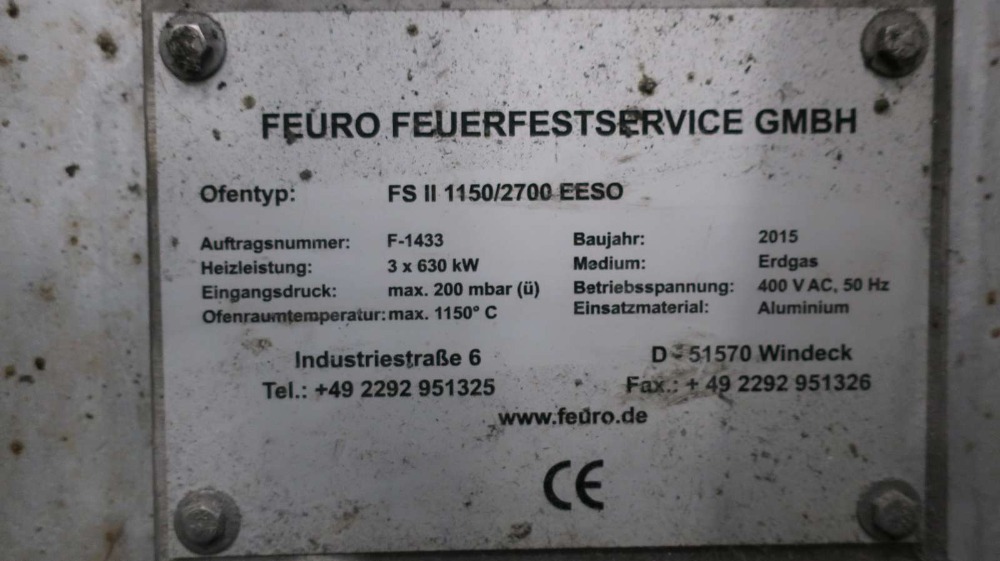 FEURO FEUERFESTSERVICE GMBH
Ofentyp: FS II 1150/2700 EESO
Auftragsnummer: F-1433 Baujahr: 2015
Heizleistung: 3 x 630 kW Medium: Erdgas
Eingangsdruck: max. 200 mbar (ü) Betriebsspannung: 400 V AC, 50 Hz
Ofenraumtemperatur: max. 1150° C Einsatzmaterial: Aluminium
Industriestraße 6 D - 51570 Windeck
Tel.: +49 2292 951325 Fax.: + 49 2292 951326
www.feuro.de
CE